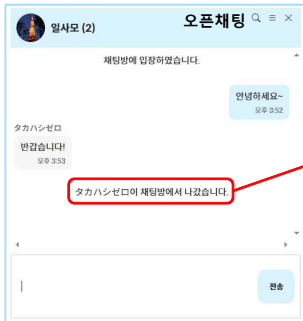 일사모 (2)
오픈채팅
채팅방에 입장하였습니다.
안녕하세요~
오후 3:52
タカハシゼロ
반갑습니다!
오후 3:53
タカハシゼロ이 채팅방에서 나갔습니다.
전송